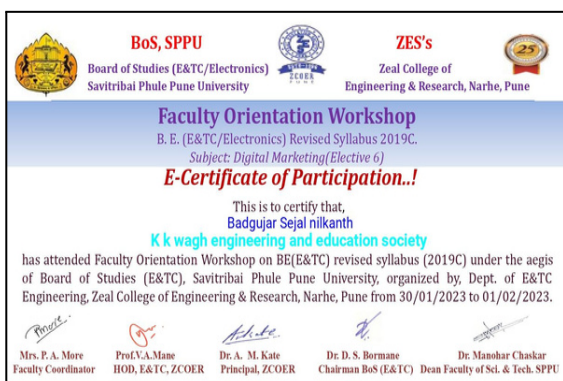 BoS, SPPU
Board of Studies (E&TC/Electronics)
Savitribai Phule Pune University
ZCOER
PUNE
ZES's
Zeal College of
Engineering & Research, Narhe, Pune
25
Faculty Orientation Workshop
B. E. (E&TC/Electronics) Revised Syllabus 2019C.
Subject: Digital Marketing(Elective 6)
E-Certificate of Participation..!
This is to certify that,
Badgujar Sejal nilkanth
K k wagh engineering and education society
has attended Faculty Orientation Workshop on BE(E&TC) revised syllabus (2019C) under the aegis
of Board of Studies (E&TC), Savitribai Phule Pune University, organized by, Dept. of E&TC
Engineering, Zeal College of Engineering & Research, Narhe, Pune from 30/01/2023 to 01/02/2023.
Mrs. P. A. More
Faculty Coordinator
Prof.V.A.Mane
HOD, E&TC, ZCOER
Dr. A. M. Kate
Principal, ZCOER
Dr. D. S. Bormane
Chairman BoS (E&TC)
Dr. Manohar Chaskar
Dean Faculty of Sci. & Tech. SPPU